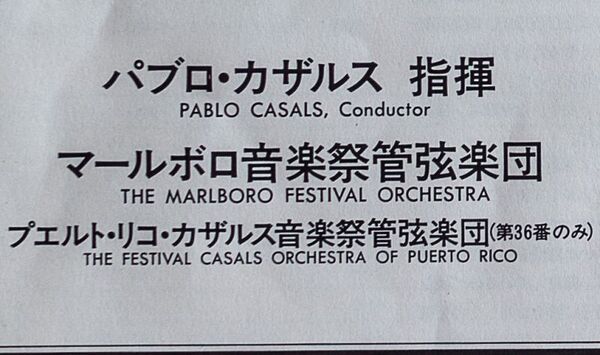 パブロ・カザルス 指揮
PABLO CASALS, Conductor
マールボロ音楽祭管弦楽団
THE MARLBORO FESTIVAL ORCHESTRA
プエルト・リコ・カザルス音楽祭管弦楽団(第36番のみ)
THE FESTIVAL CASALS ORCHESTRA OF PUERTO RICO